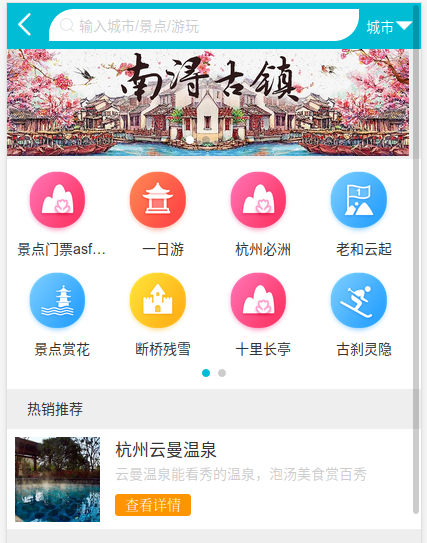 输入城市/景点/游玩
城市
南浔古镇
景点门票asf...
一日游
杭州必洲
老和云起
景点赏花
断桥残雪
十里长亭
古刹灵隐
热销推荐
杭州云曼温泉
云曼温泉能看秀的温泉，泡汤美食赏百秀
查看详情